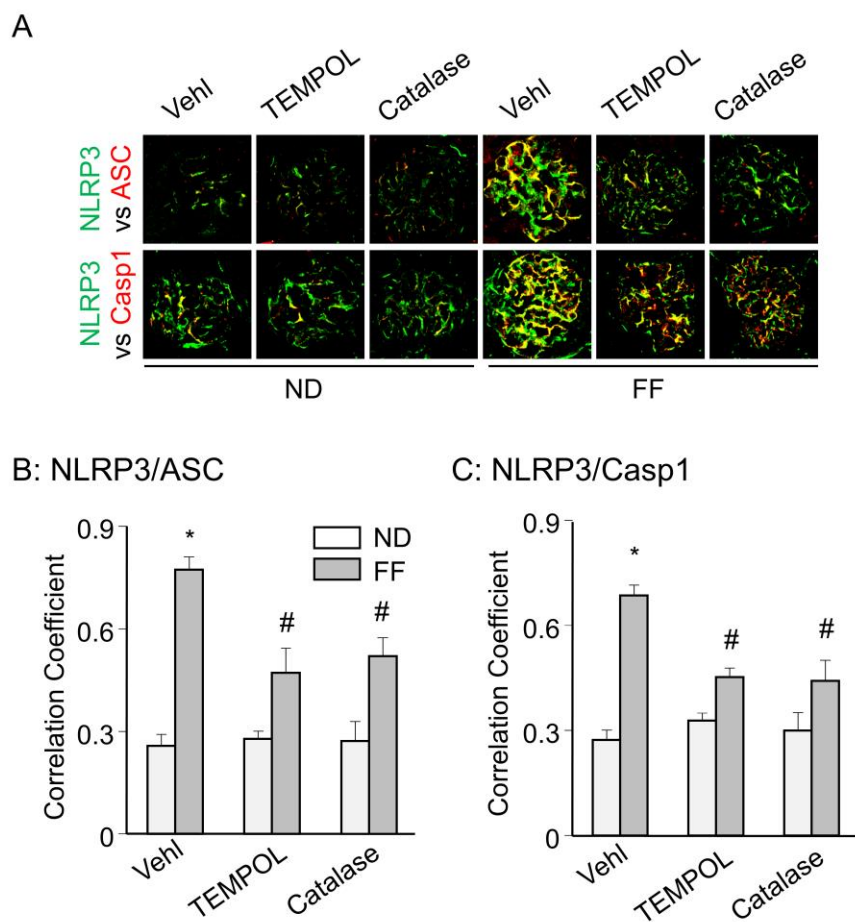 A
Vehl TEMPOL Catalase Vehl TEMPOL Catalase
NLRP3
vs ASC
NLRP3
vs Casp1
ND FF
B: NLRP3/ASC
Correlation Coefficient
0.9
0.6
0.3
0
*
#
#
ND
FF
Vehl
TEMPOL
Catalase
C: NLRP3/Casp1
Correlation Coefficient
0.9
0.6
0.3
0
*
#
#
Vehl
TEMPOL
Catalase